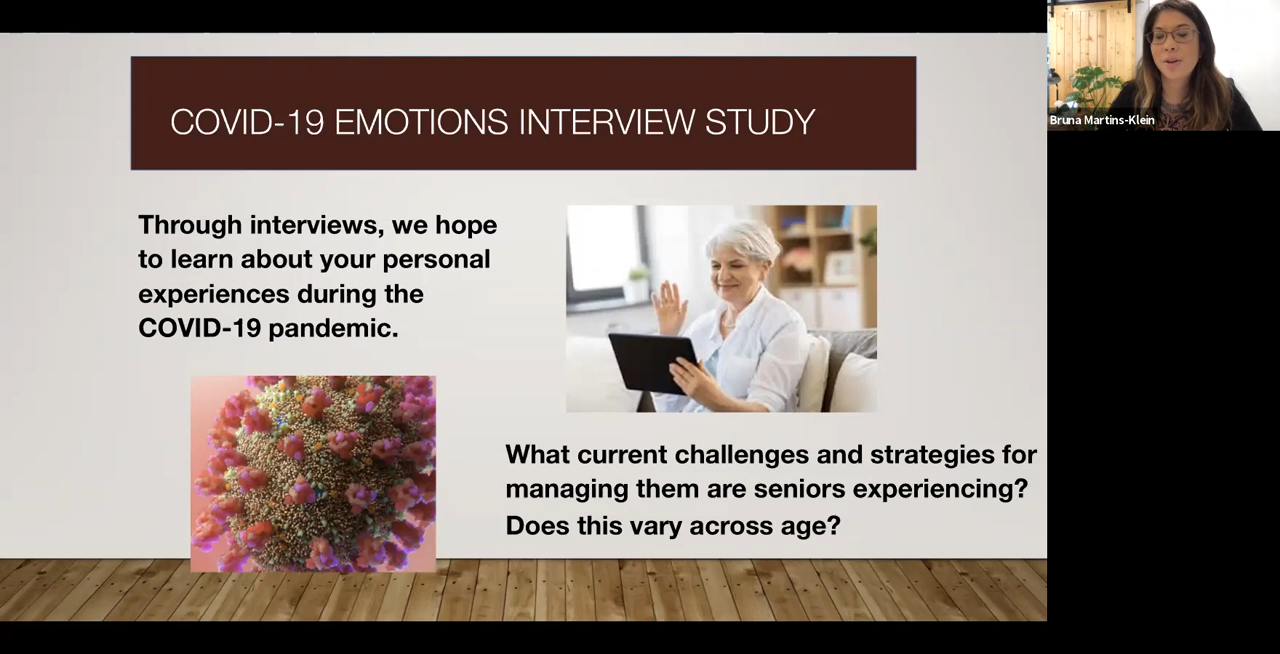 COVID-19 EMOTIONS INTERVIEW STUDY
Through interviews, we hope
to learn about your personal
experiences during the
COVID-19 pandemic.
What current challenges and strategies for
managing them are seniors experiencing?
Does this vary across age?
Bruna Martins-Klein